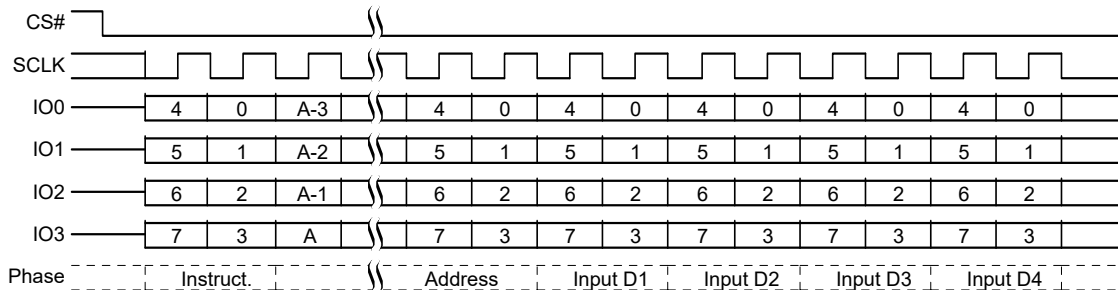 CS#
SCLK
IO0 4 0 A-3 4 0 4 0 4 0 4 0 4 0
IO1 5 1 A-2 5 1 5 1 5 1 5 1 5 1
IO2 6 2 A-1 6 2 6 2 6 2 6 2 6 2
IO3 7 3 A 7 3 7 3 7 3 7 3 7 3
Phase Instruct. Address Input D1 Input D2 Input D3 Input D4